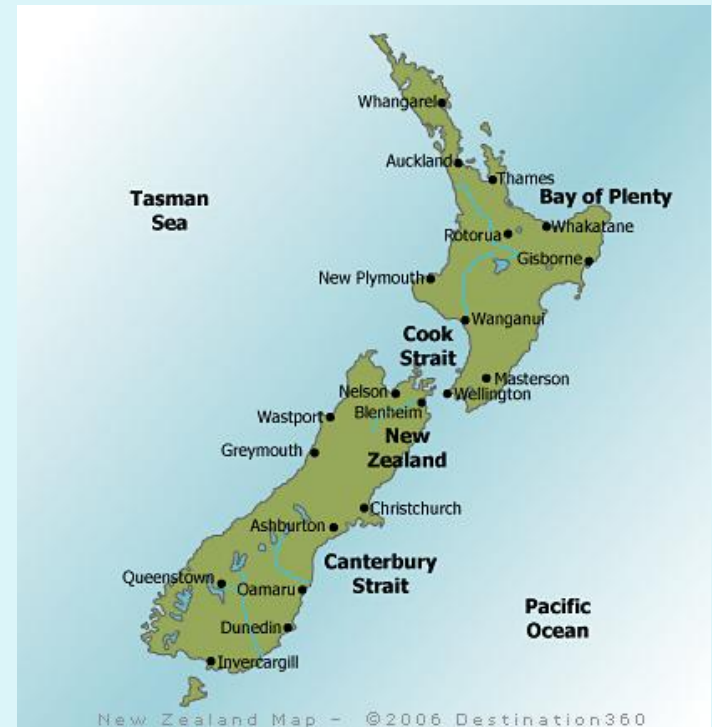 Whangarel
Auckland
Thames
Tasman
Sea
Bay of Plenty
Whakatane
Rotorua
Gisborne
New Plymouth
Wanganui
Cook
Strait
Masterson
Nelson
Wellington
Blenheim
Wastport
New
Zealand
Greymouth
Christchurch
Ashburton
Canterbury
Strait
Queenstown
Oamaru
Pacific
Ocean
Dunedin
Invercargill
New Zealand Map - ©2006 Destination360